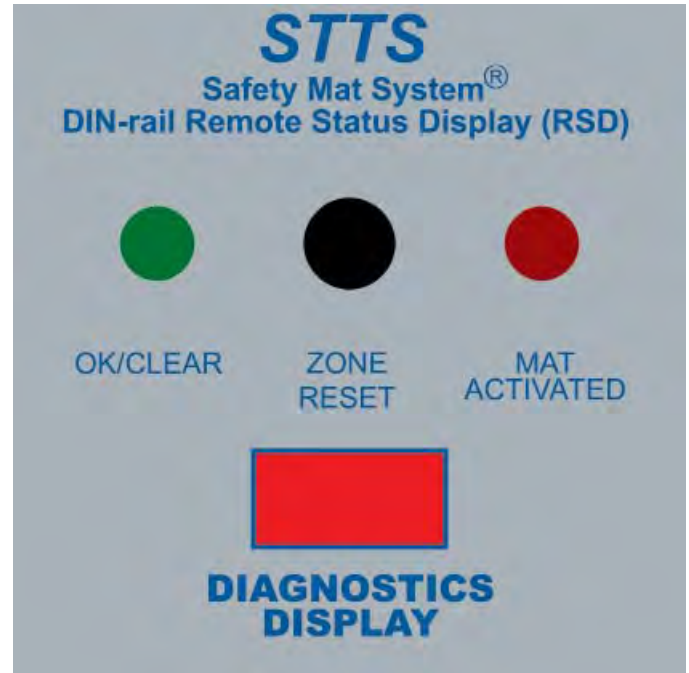 STTS
Safety Mat System®
DIN-rail Remote Status Display (RSD)
OK/CLEAR
ZONE
RESET
MAT
ACTIVATED
DIAGNOSTICS
DISPLAY